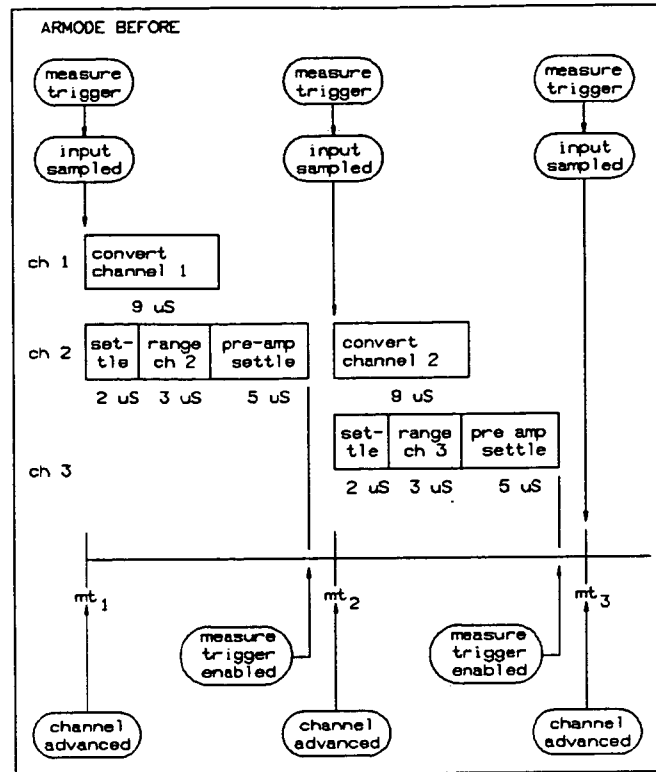 ARMODE BEFORE
measure
trigger
measure
trigger
measure
trigger
input
sampled
input
sampled
input
sampled
ch 1
convert
channel 1
9 uS
ch 2
set-
tle
range
ch 2
pre-amp
settle
convert
channel 2
2 uS 3 uS 5 uS
9 uS
ch 3
set-
tle
range
ch 3
pre amp
settle
2 uS 3 uS 5 uS
mt1
mt2
mt3
measure
trigger
enabled
measure
trigger
enabled
channel
advanced
channel
advanced
channel
advanced